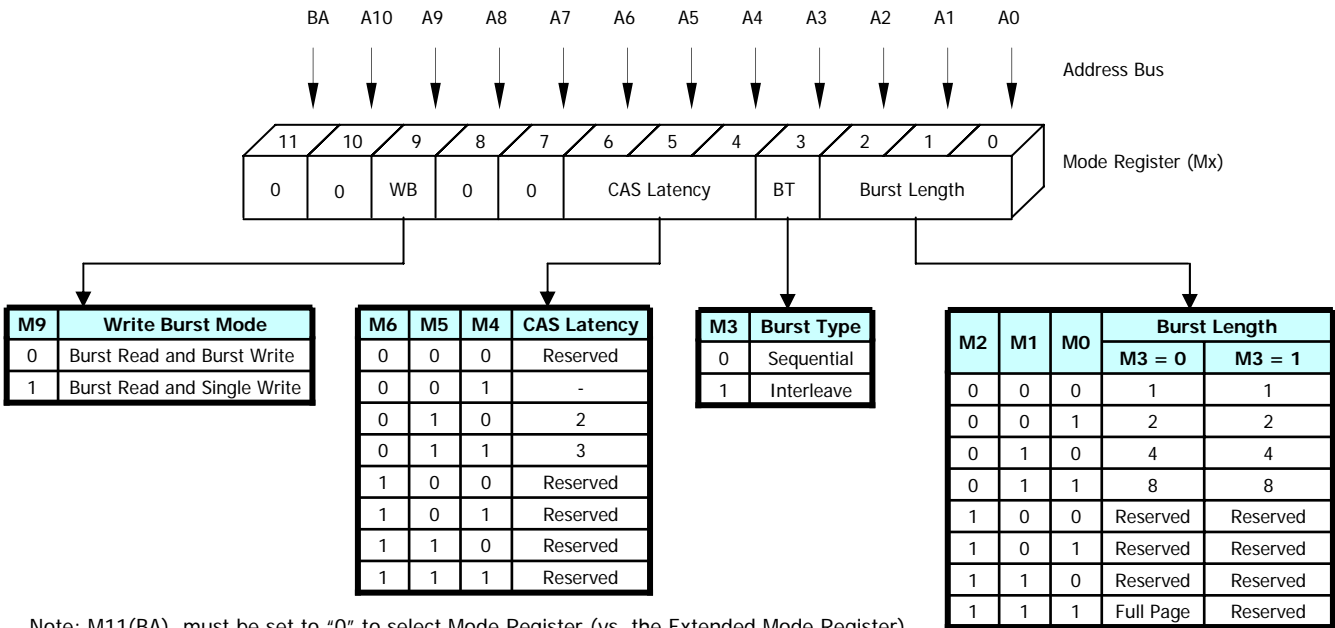 BA A10 A9 A8 A7 A6 A5 A4 A3 A2 A1 A0
Address Bus
11 10 9 8 7 6 5 4 3 2 1 0
Mode Register (Mx)
0 0 WB 0 0 CAS Latency BT Burst Length
M9 Write Burst Mode
0 Burst Read and Burst Write
1 Burst Read and Single Write
M6 M5 M4 CAS Latency
0 0 0 Reserved
0 0 1 -
0 1 0 2
0 1 1 3
1 0 0 Reserved
1 0 1 Reserved
1 1 0 Reserved
1 1 1 Reserved
M3 Burst Type
0 Sequential
1 Interleave
M2 M1 M0 Burst Length
M3 = 0 M3 = 1
0 0 0 1 1
0 0 1 2 2
0 1 0 4 4
0 1 1 8 8
1 0 0 Reserved Reserved
1 0 1 Reserved Reserved
1 1 0 Reserved Reserved
1 1 1 Full Page Reserved
Note: M11(BA) must be set to "0" to select Mode Register (vs. the Extended Mode Register)